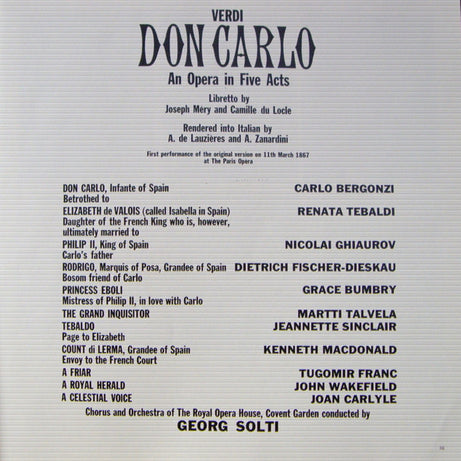 VERDI
DON CARLO
An Opera in Five Acts
Libretto by
Joseph Méry and Camille du Locle
Rendered into Italian by
A. de Lauzières and A. Zanardini
First performance of the original version on 11th March 1867
at The Paris Opéra
DON CARLO, Infante of Spain CARLO BERGONZI
Betrothed to
ELIZABETH de VALOIS (called Isabella in Spain) RENATA TEBALDI
Daughter of the French King who is, however,
ultimately married to
PHILIP II, King of Spain NICOLAI GHIAUROV
Carlo's father
RODRIGO, Marquis of Posa, Grandee of Spain DIETRICH FISCHER-DIESKAU
Bosom friend of Carlo
PRINCESS EBOLI GRACE BUMBRY
Mistress of Philip II, in love with Carlo
THE GRAND INQUISITOR MARTTI TALVELA
TEBALDO JEANNETTE SINCLAIR
Page to Elizabeth
COUNT di LERMA, Grandee of Spain KENNETH MACDONALD
Envoy to the French Court
A FRIAR TUGOMIR FRANC
A ROYAL HERALD JOHN WAKEFIELD
A CELESTIAL VOICE JOAN CARLYLE
Chorus and Orchestra of The Royal Opera House, Covent Garden conducted by
GEORG SOLTI